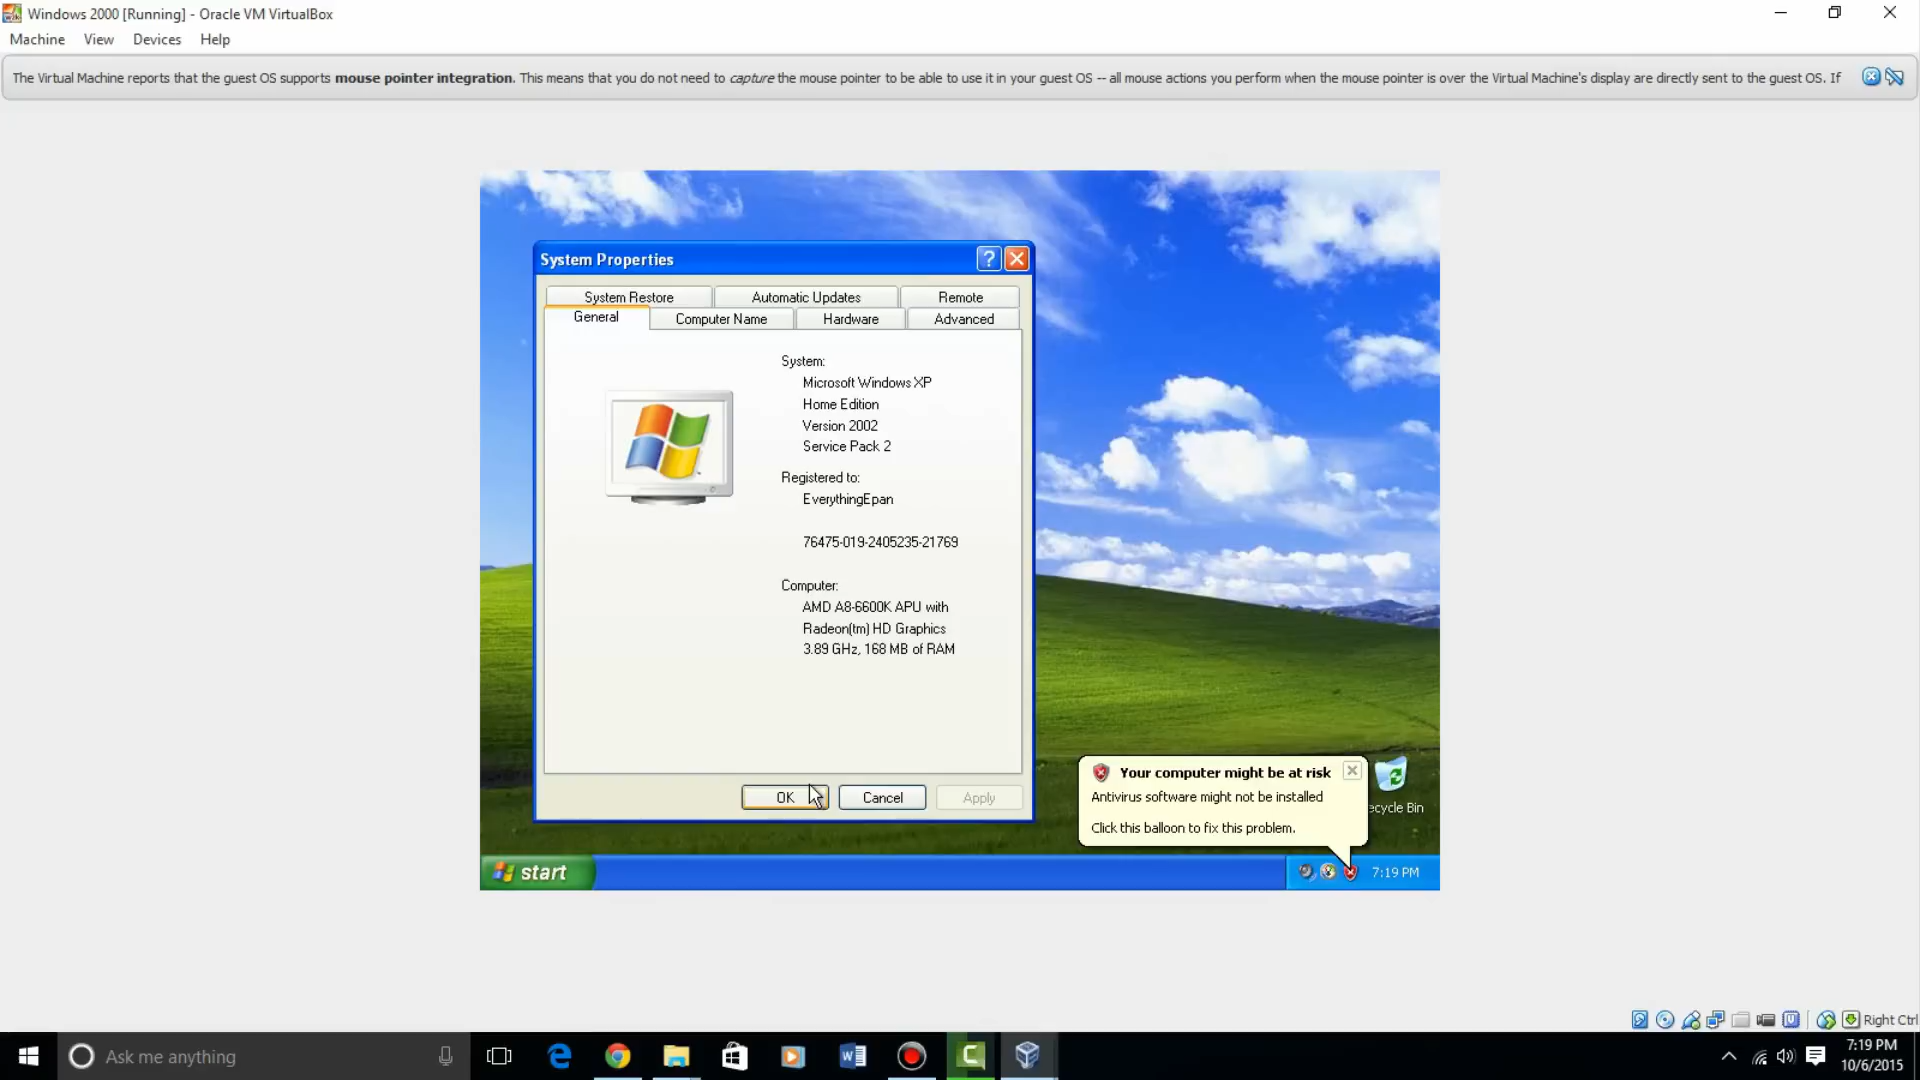 Windows 2000 [Running] - Oracle VM VirtualBox
Machine View Devices Help
The Virtual Machine reports that the guest OS supports mouse pointer integration. This means that you do not need to capture the mouse pointer to be able to use it in your guest OS -- all mouse actions you perform when the mouse pointer is over the Virtual Machine's display are directly sent to the guest OS. If
System Properties
System Restore Automatic Updates Remote
General Computer Name Hardware Advanced
System:
Microsoft Windows XP
Home Edition
Version 2002
Service Pack 2
Registered to:
EverythingEpan
76475-019-2405235-21769
Computer:
AMD A8-6600K APU with
Radeon(tm) HD Graphics
3.89 GHz, 168 MB of RAM
OK Cancel Apply
Your computer might be at risk
Antivirus software might not be installed
Click this balloon to fix this problem.
ecycle Bin
start
7:19 PM
Right Ctrl
Ask me anything
7:19 PM
10/6/2015